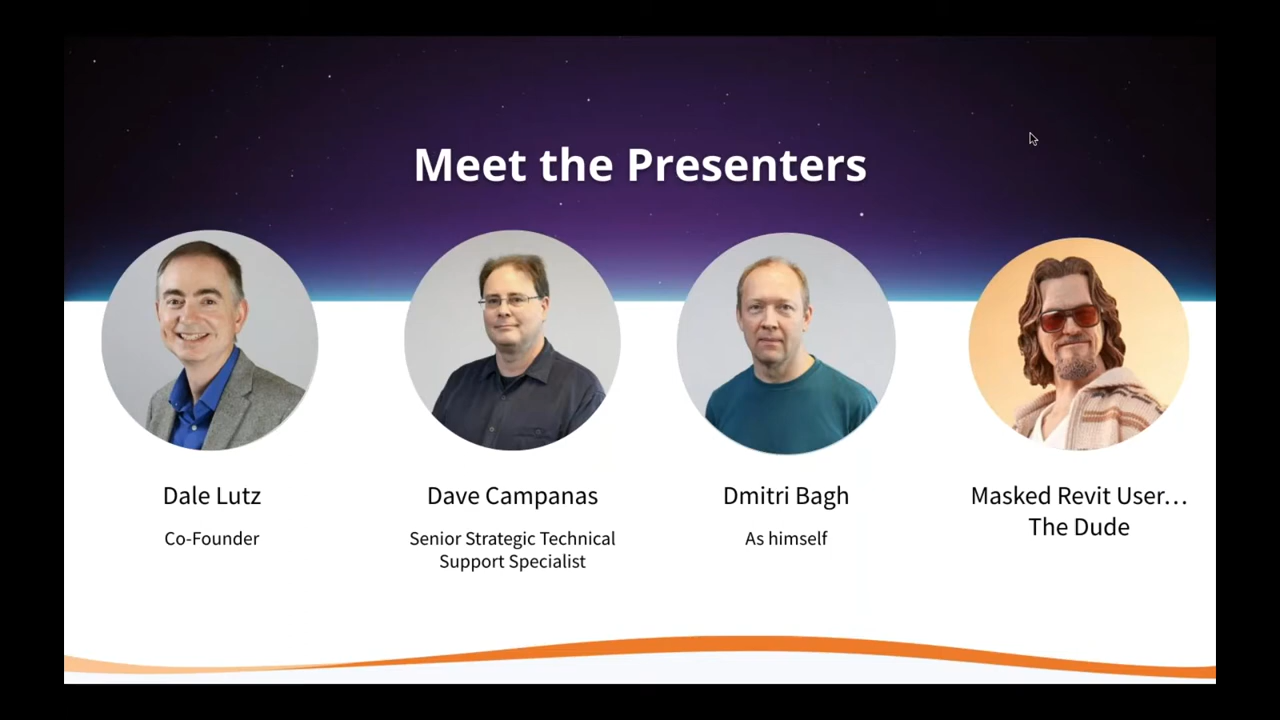 Meet the Presenters
Dale Lutz
Co-Founder
Dave Campanas
Senior Strategic Technical
Support Specialist
Dmitri Bagh
As himself
Masked Revit User…
The Dude